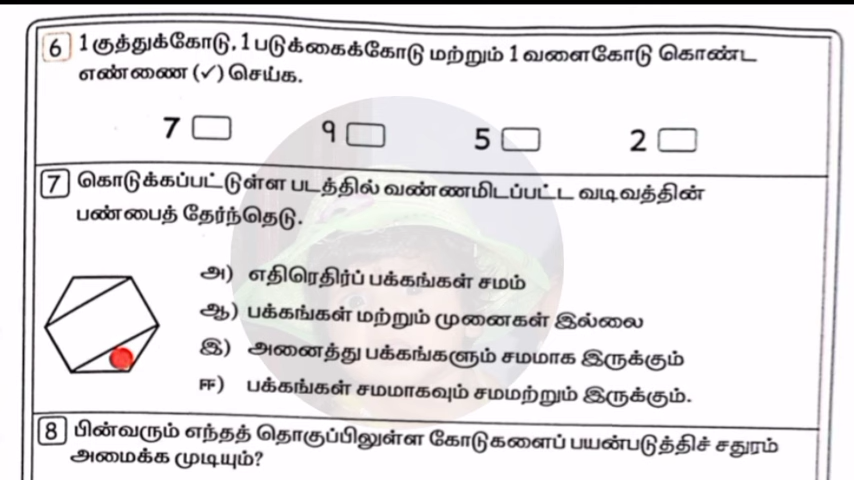 6 1 குத்துக்கோடு, 1 படுக்கைக்கோடு மற்றும் 1 வளைகோடு கொண்ட
எண்ணை (✓) செய்க.
7 9 5 2
7 கொடுக்கப்பட்டுள்ள படத்தில் வண்ணமிடப்பட்ட வடிவத்தின்
பண்பைத் தேர்ந்தெடு.
அ) எதிரெதிர்ப் பக்கங்கள் சமம்
ஆ) பக்கங்கள் மற்றும் முனைகள் இல்லை
இ) அனைத்து பக்கங்களும் சமமாக இருக்கும்
ஈ) பக்கங்கள் சமமாகவும் சமமற்றும் இருக்கும்.
8 பின்வரும் எந்தத் தொகுப்பிலுள்ள கோடுகளைப் பயன்படுத்திச் சதுரம்
அமைக்க முடியும்?